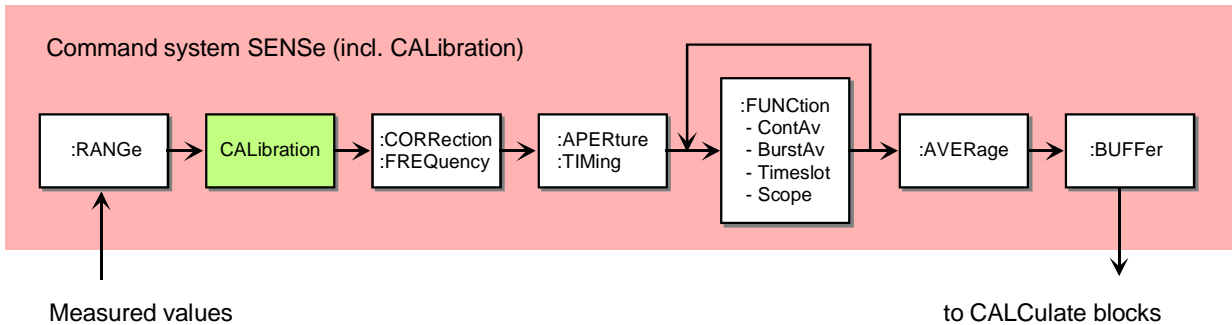 Command system SENSe (incl. CALibration)
:RANGe
CALibration
:CORRection
:FREQuency
:APERture
:TIMing
:FUNCtion
- ContAv
- BurstAv
- Timeslot
- Scope
:AVERage
:BUFFer
Measured values
to CALCulate blocks